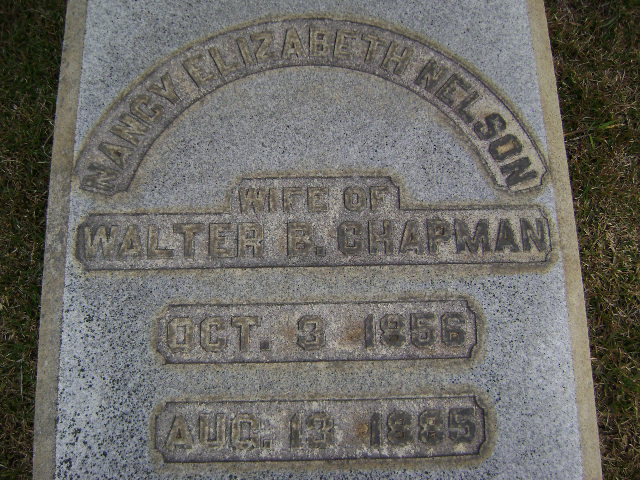 NANCY ELIZABETH NELSON
WIFE OF
WALTER B. CHAPMAN
OCT. 3 1856
AUG. 13 1885